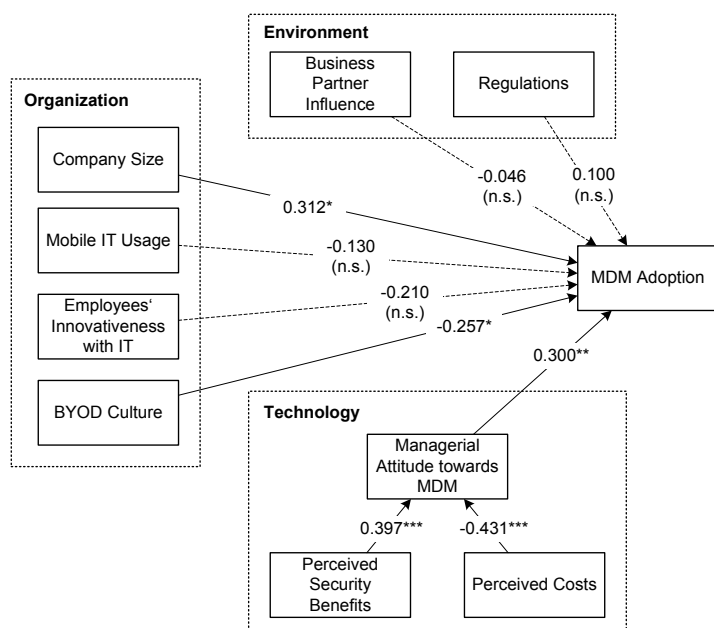 Environment
Business
Partner
Influence
Regulations
Organization
Company Size
Mobile IT Usage
Employees‘
Innovativeness
with IT
BYOD Culture
-0.046
(n.s.)
0.100
(n.s.)
0.312*
-0.130
(n.s.)
-0.210
(n.s.)
-0.257*
MDM Adoption
0.300**
Technology
Managerial
Attitude towards
MDM
0.397***
-0.431***
Perceived
Security
Benefits
Perceived Costs